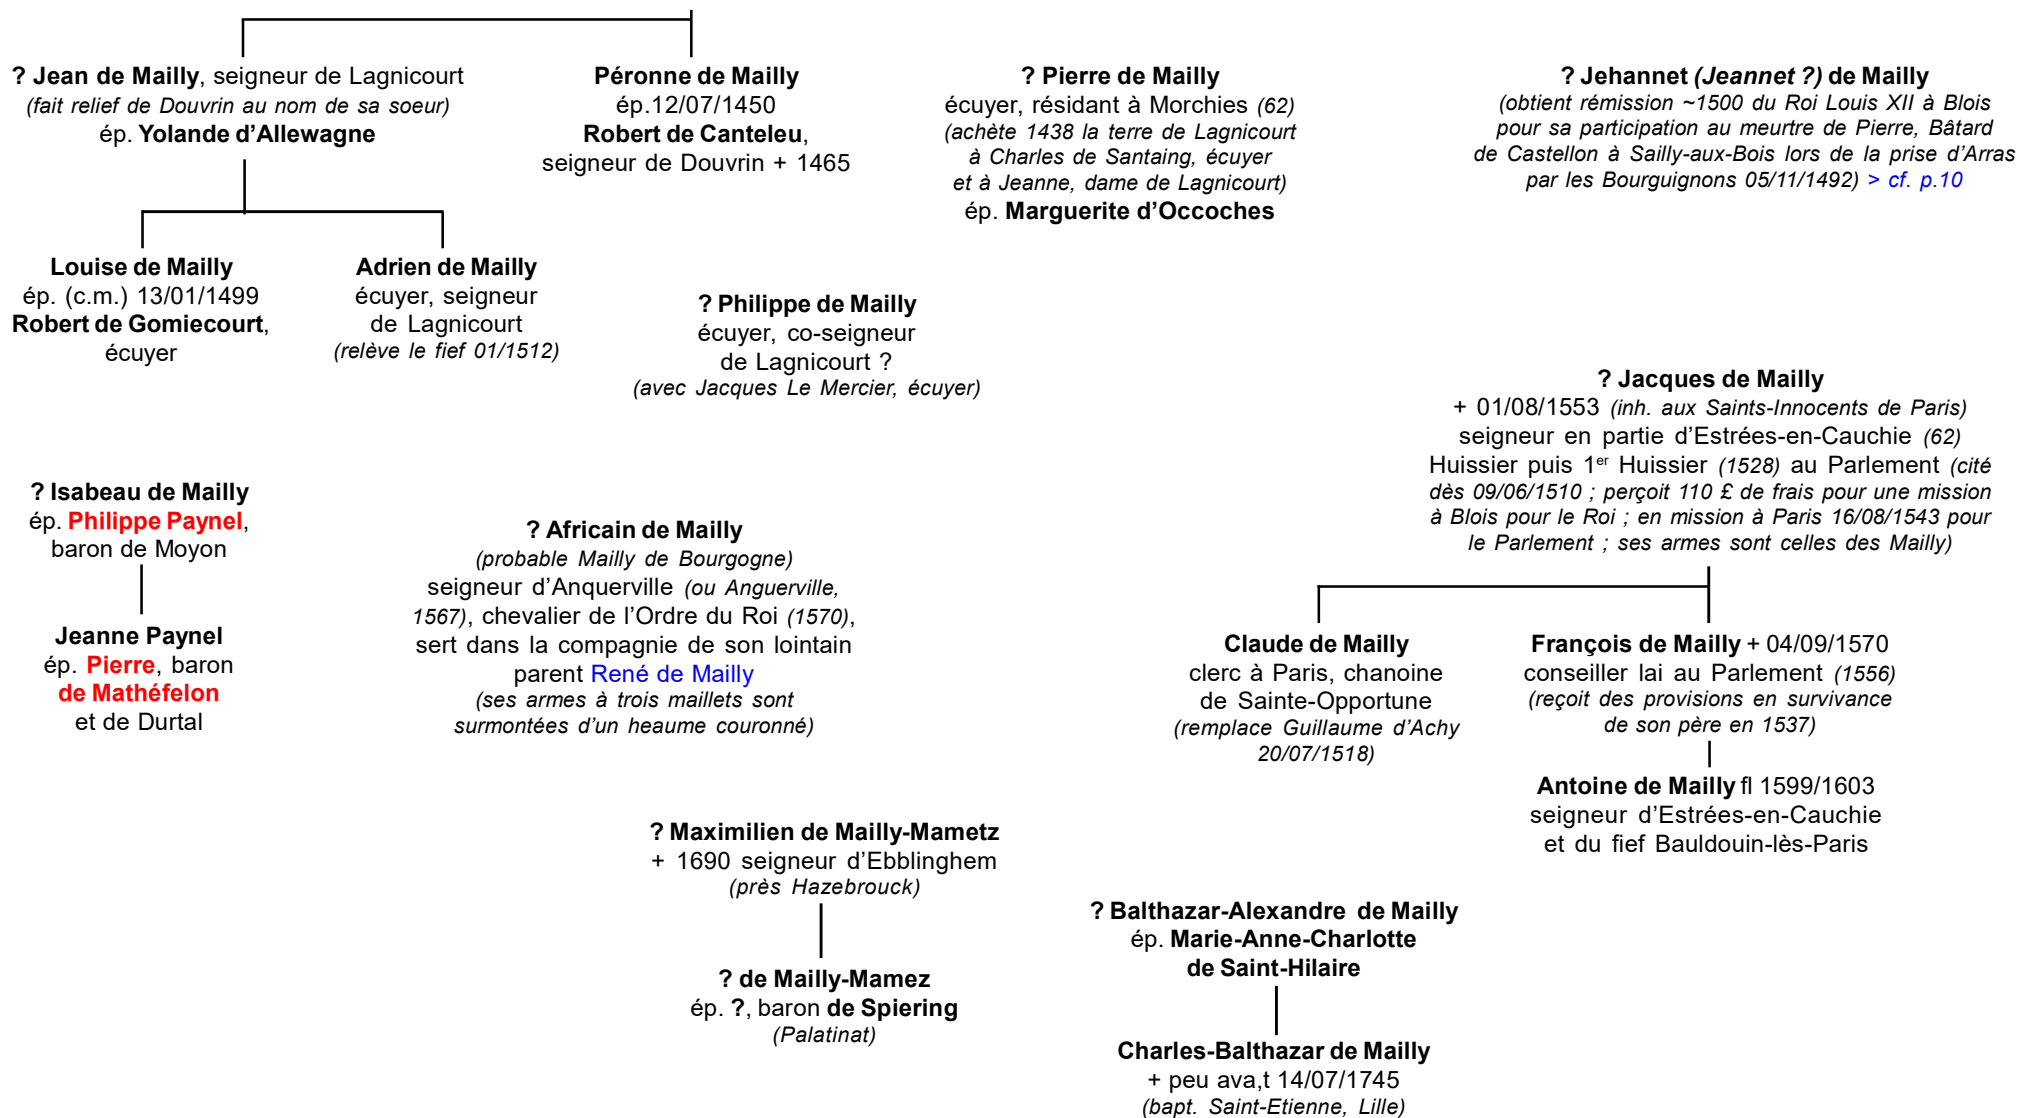 ? Jean de Mailly, seigneur de Lagnicourt
(fait relief de Douvrin au nom de sa soeur)
ép. Yolande d'Allewagne
Péronne de Mailly
ép.12/07/1450
Robert de Canteleu,
seigneur de Douvrin + 1465
? Pierre de Mailly
écuyer, résidant à Morchies (62)
(achète 1438 la terre de Lagnicourt
à Charles de Santaing, écuyer
et à Jeanne, dame de Lagnicourt)
ép. Marguerite d'Occoches
? Jehannet (Jeannet ?) de Mailly
(obtient rémission ~1500 du Roi Louis XII à Blois
pour sa participation au meurtre de Pierre, Bâtard
de Castellon à Sailly-aux-Bois lors de la prise d'Arras
par les Bourguignons 05/11/1492) > cf. p.10
Louise de Mailly
ép. (c.m.) 13/01/1499
Robert de Gomiecourt,
écuyer
Adrien de Mailly
écuyer, seigneur
de Lagnicourt
(relève le fief 01/1512)
? Philippe de Mailly
écuyer, co-seigneur
de Lagnicourt ?
(avec Jacques Le Mercier, écuyer)
? Jacques de Mailly
+ 01/08/1553 (inh. aux Saints-Innocents de Paris)
seigneur en partie d'Estrées-en-Cauchie (62)
Huissier puis 1er Huissier (1528) au Parlement (cité
dès 09/06/1510 ; perçoit 110 £ de frais pour une mission
à Blois pour le Roi ; en mission à Paris 16/08/1543 pour
le Parlement ; ses armes sont celles des Mailly)
? Isabeau de Mailly
ép. Philippe Paynel,
baron de Moyon
Jeanne Paynel
ép. Pierre, baron
de Mathéfelon
et de Durtal
? Africain de Mailly
(probable Mailly de Bourgogne)
seigneur d'Anquerville (ou Anguerville,
1567), chevalier de l'Ordre du Roi (1570),
sert dans la compagnie de son lointain
parent René de Mailly
(ses armes à trois maillets sont
surmontées d'un heaume couronné)
Claude de Mailly
clerc à Paris, chanoine
de Sainte-Opportune
(remplace Guillaume d'Achy
20/07/1518)
François de Mailly + 04/09/1570
conseiller lai au Parlement (1556)
(reçoit des provisions en survivance
de son père en 1537)
Antoine de Mailly fl 1599/1603
seigneur d'Estrées-en-Cauchie
et du fief Bauldouin-lès-Paris
? Maximilien de Mailly-Mametz
+ 1690 seigneur d'Ebblinghem
(près Hazebrouck)
? de Mailly-Mamez
ép. ?, baron de Spiering
(Palatinat)
? Balthazar-Alexandre de Mailly
ép. Marie-Anne-Charlotte
de Saint-Hilaire
Charles-Balthazar de Mailly
+ peu ava,t 14/07/1745
(bapt. Saint-Etienne, Lille)